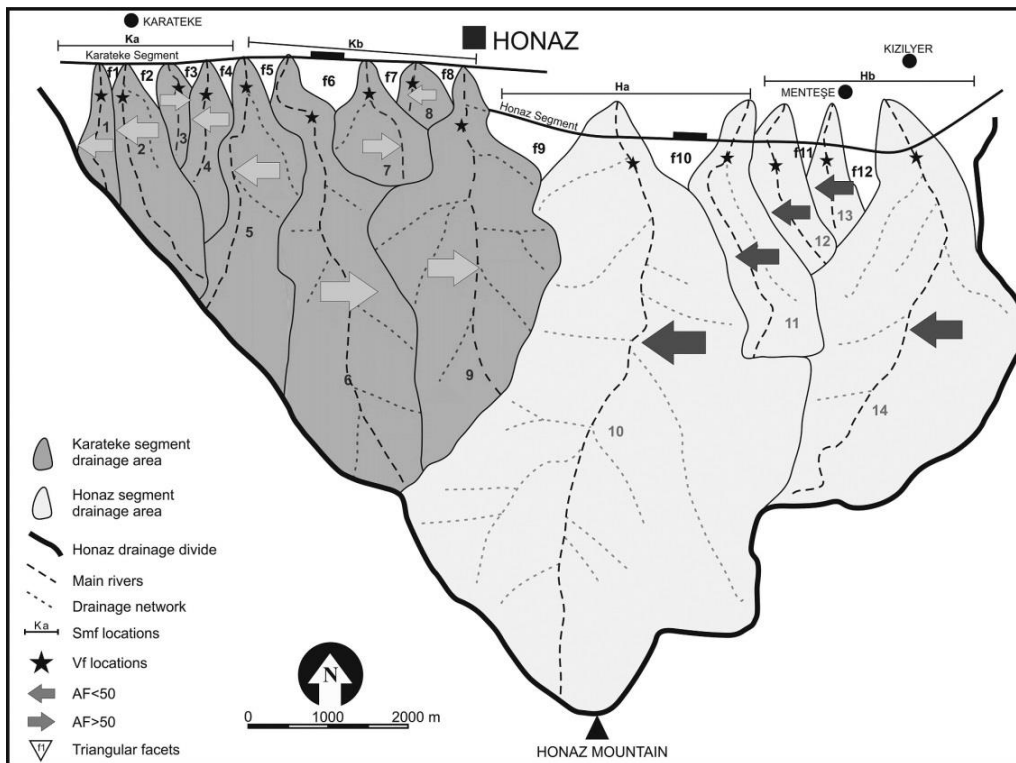 KARATEKE
Ka
Karateke Segment
Kb
HONAZ
KIZILYER
Ha
Hb
MENTEŞE
Honaz Segment
f1
f2
f3
f4
f5
f6
f7
f8
f9
f10
f11
f12
1
2
3
4
5
6
7
8
9
10
11
12
13
14
Karateke segment
drainage area
Honaz segment
drainage area
Honaz drainage divide
Main rivers
Drainage network
Ka
Smf locations
Vf locations
AF<50
AF>50
f1
Triangular facets
N
0 1000 2000 m
HONAZ MOUNTAIN